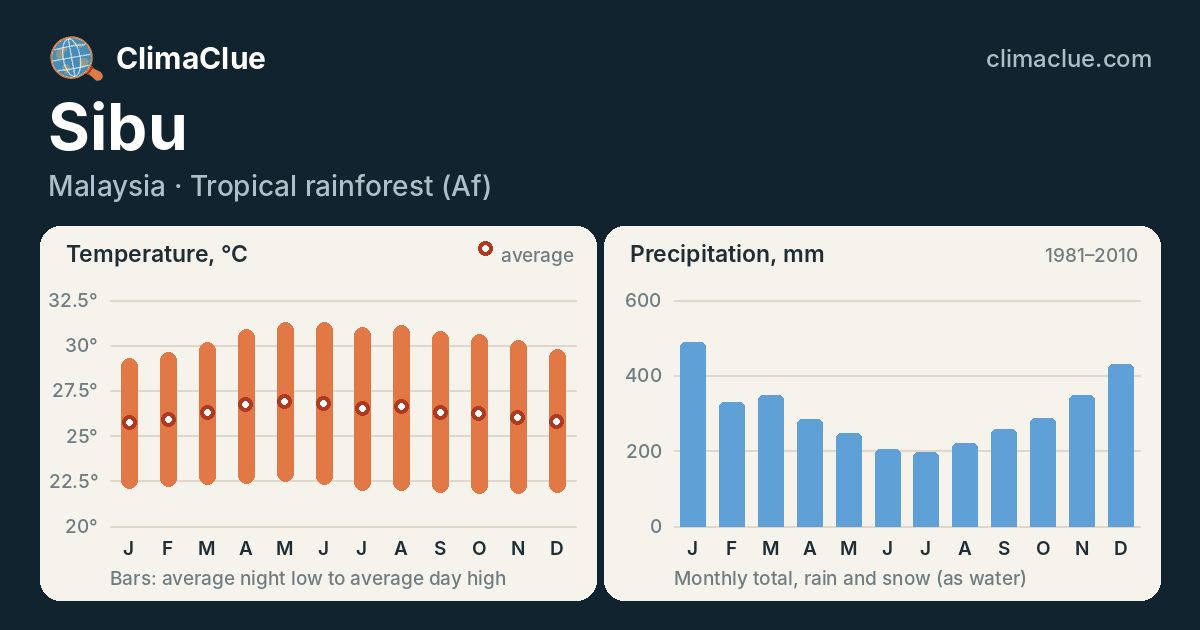 ClimaClue
climaclue.com
Sibu
Malaysia · Tropical rainforest (Af)
Temperature, °C
average
32.5°
30°
27.5°
25°
22.5°
20°
J F M A M J J A S O N D
Bars: average night low to average day high
Precipitation, mm
1981–2010
600
400
200
0
J F M A M J J A S O N D
Monthly total, rain and snow (as water)